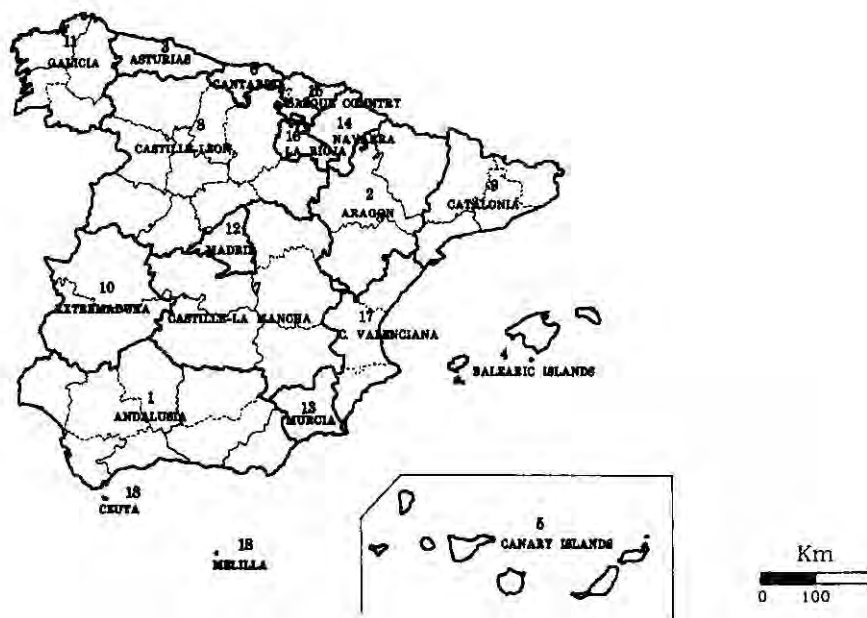 11
GALICIA
3
ASTURIAS
6
CANTABRIA
15
BASQUE COUNTRY
8
CASTILLE-LEON
16
LA RIOJA
14
NAVARRA
2
ARAGON
9
CATALONIA
12
MADRID
10
EXTREMADURA
7
CASTILLE-LA MANCHA
17
C. VALENCIANA
4
BALEARIC ISLANDS
1
ANDALUSIA
13
MURCIA
18
CEUTA
18
MELILLA
5
CANARY ISLANDS
Km
0 100